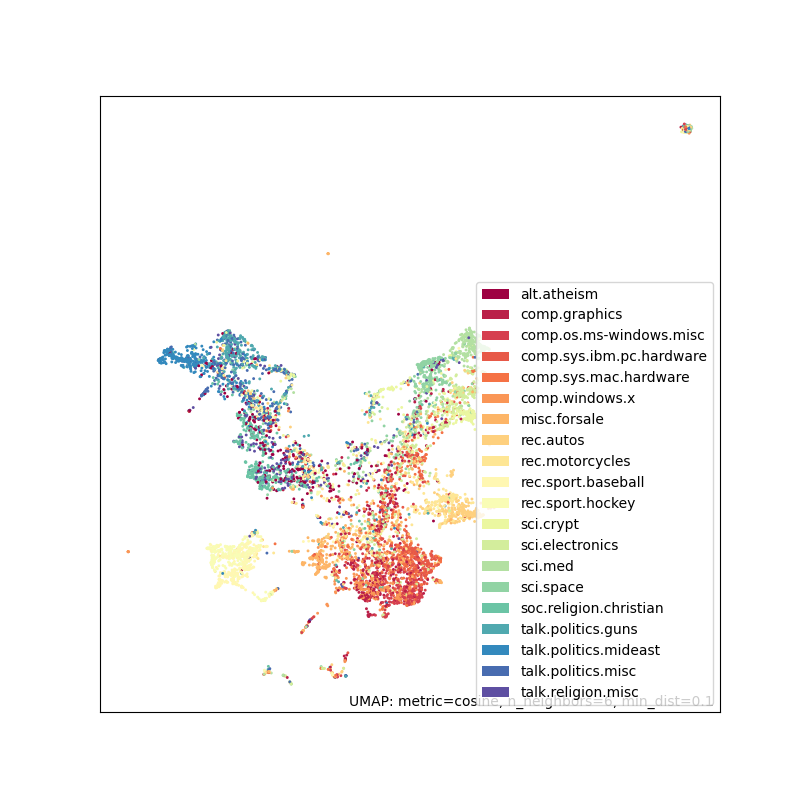 alt.atheism
comp.graphics
comp.os.ms-windows.misc
comp.sys.ibm.pc.hardware
comp.sys.mac.hardware
comp.windows.x
misc.forsale
rec.autos
rec.motorcycles
rec.sport.baseball
rec.sport.hockey
sci.crypt
sci.electronics
sci.med
sci.space
soc.religion.christian
talk.politics.guns
talk.politics.mideast
talk.politics.misc
talk.religion.misc
UMAP: metric=cosine, n_neighbors=6, min_dist=0.1